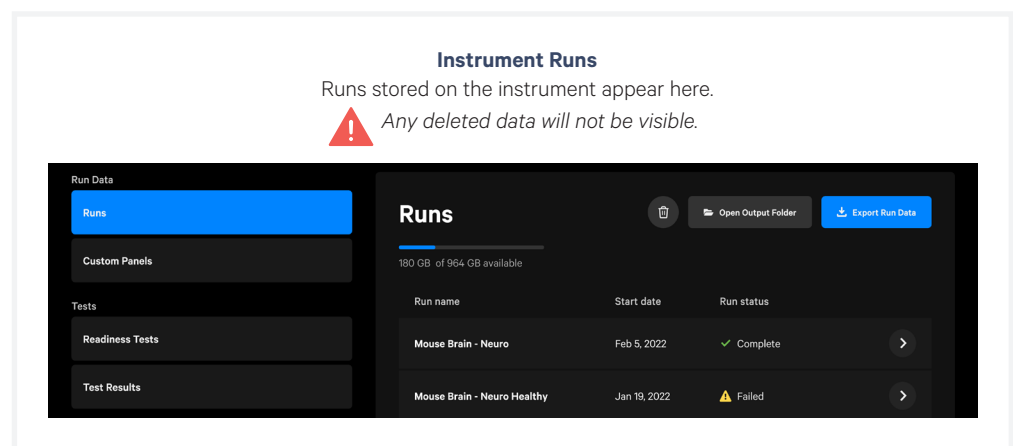 Instrument Runs
Runs stored on the instrument appear here.
Any deleted data will not be visible.
Run Data
Runs
Custom Panels
Tests
Readiness Tests
Test Results
Runs
Open Output Folder
Export Run Data
180 GB of 964 GB available
Run name Start date Run status
Mouse Brain - Neuro Feb 5, 2022 Complete
Mouse Brain - Neuro Healthy Jan 19, 2022 Failed